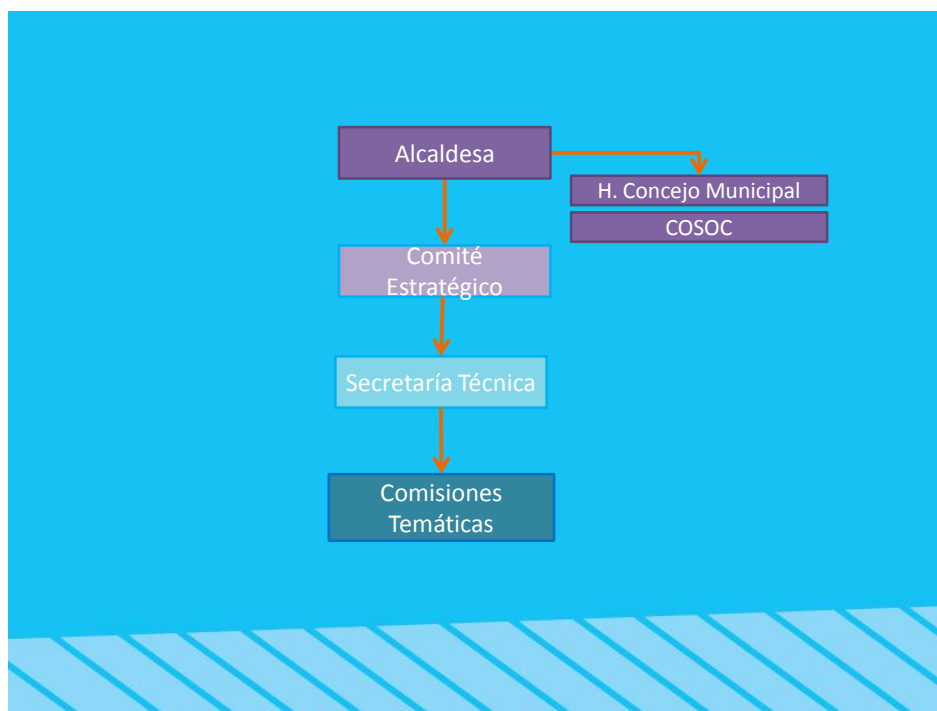 Alcaldesa
H. Concejo Municipal
COSOC
Comité
Estratégico
Secretaría Técnica
Comisiones
Temáticas